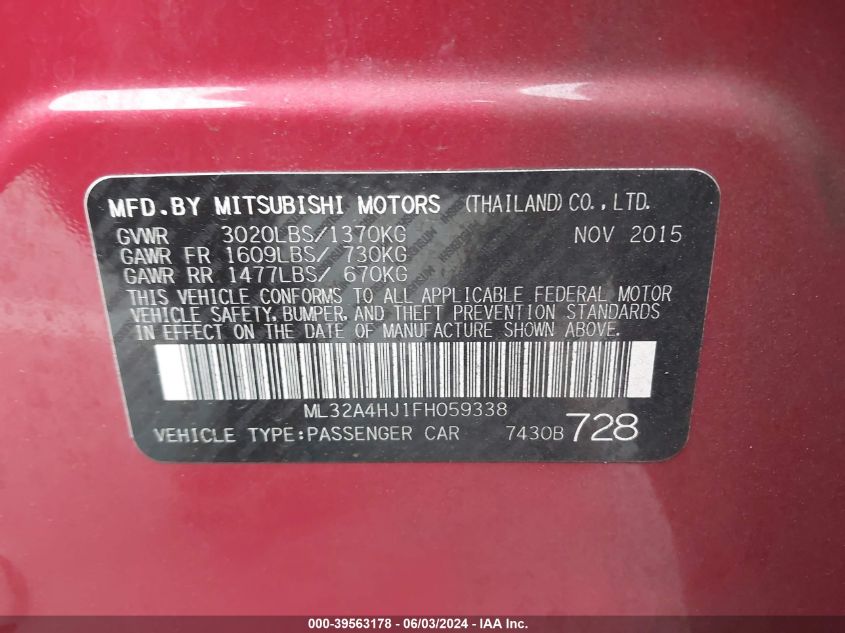 MFD.BY MITSUBISHI MOTORS (THAILAND)CO.,LTD.
GVWR 3020LBS/1370KG NOV 2015
GAWR FR 1609LBS/ 730KG
GAWR RR 1477LBS/ 670KG
THIS VEHICLE CONFORMS TO ALL APPLICABLE FEDERAL MOTOR
VEHICLE SAFETY, BUMPER, AND THEFT PREVENTION STANDARDS
IN EFFECT ON THE DATE OF MANUFACTURE SHOWN ABOVE.
ML32A4HJ1FH059338
VEHICLE TYPE:PASSENGER CAR 7430B 728
000-39563178 - 06/03/2024 - IAA Inc.